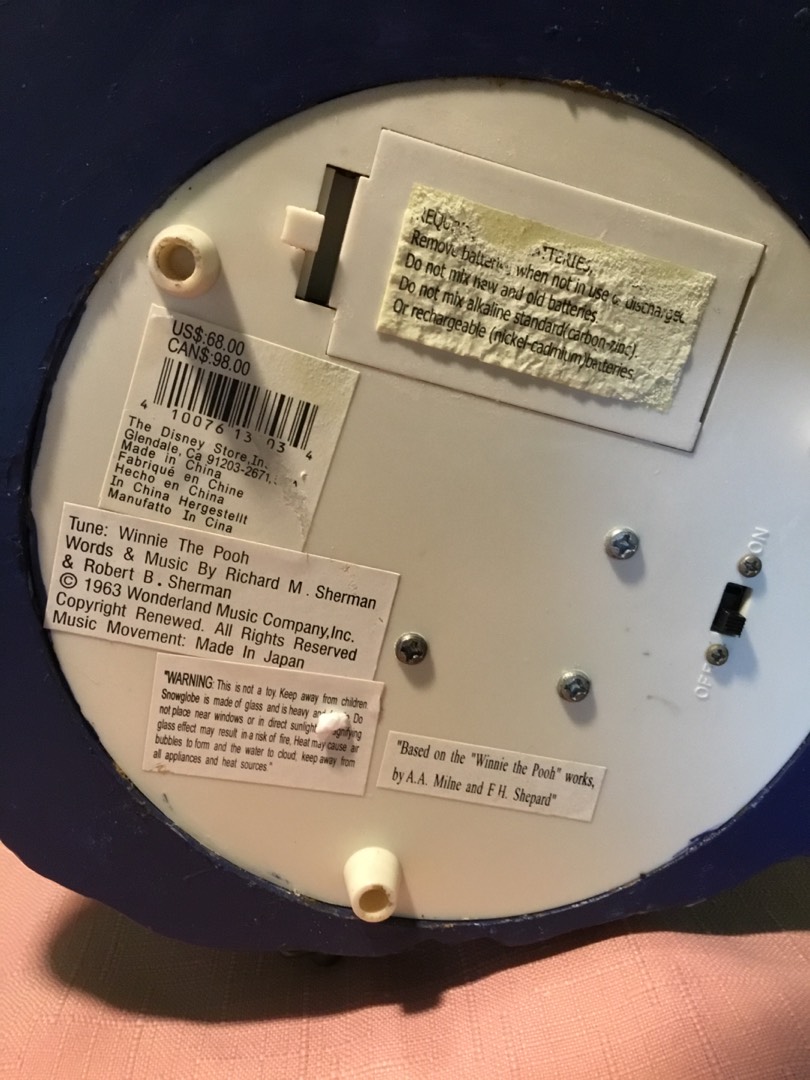 Remove batteries when not in use or discharged
Do not mix new and old batteries
Do not mix alkaline standard(carbon-zinc).
Or rechargeable (nickel-cadmium)batteries.
US$:68.00
CAN$:98.00
4 10076 13 03 4
The Disney Store,In
Glendale, Ca 91203-2671,
Made in China
Fabriqué en Chine
Hecho en China
In China Hergestellt
Manufatto In Cina
Tune: Winnie The Pooh
Words & Music By Richard M. Sherman
& Robert B. Sherman
© 1963 Wonderland Music Company,Inc.
Copyright Renewed. All Rights Reserved
Music Movement: Made In Japan
"WARNING: This is not a toy Keep away from children
Snowglobe is made of glass and is heavy and Do
not place near windows or in direct sunlight
glass effect may result in a risk of fire, Heat may cause air
bubbles to form and the water to cloud; keep away from
all appliances and heat sources."
"Based on the "Winnie the Pooh" works,
by A.A. Milne and F H. Shepard"
ON
OFF